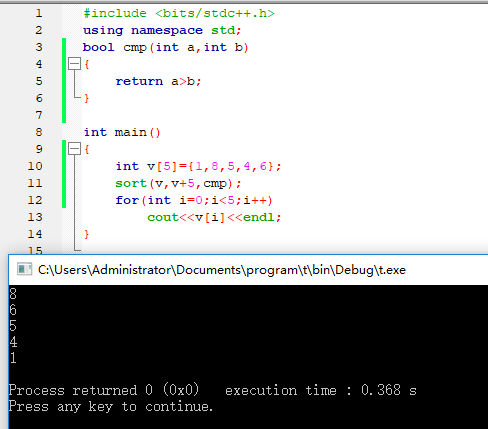 1 #include <bits/stdc++.h>
2 using namespace std;
3 bool cmp(int a,int b)
4 {
5 return a>b;
6 }
7
8 int main()
9 {
10 int v[5]={1,8,5,4,6};
11 sort(v,v+5,cmp);
12 for(int i=0;i<5;i++)
13 cout<<v[i]<<endl;
14 }
15
C:\Users\Administrator\Documents\program\t\bin\Debug\t.exe
8
6
5
4
1
Process returned 0 (0x0) execution time : 0.368 s
Press any key to continue.